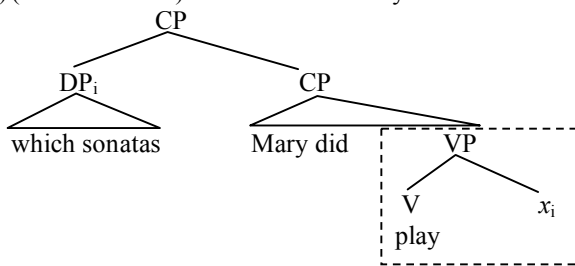 CP
DPᵢ CP
which sonatas Mary did VP
V xᵢ
play